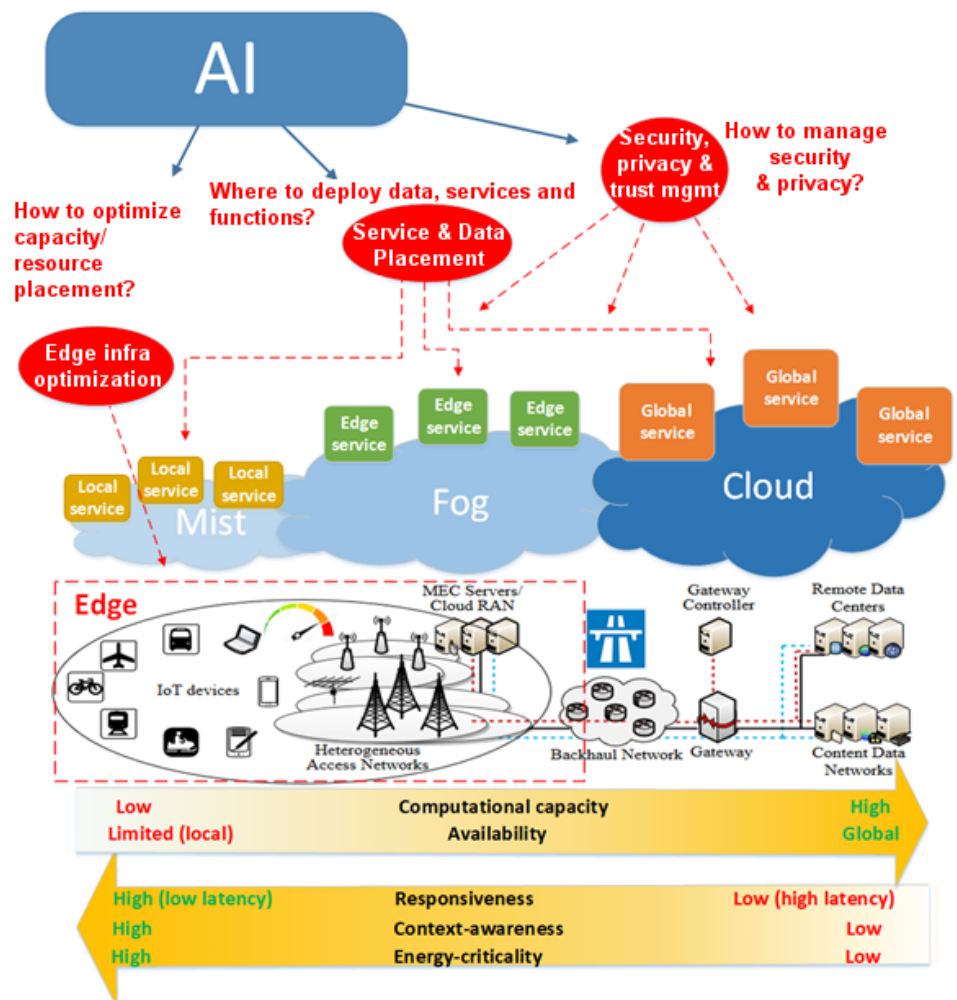 AI
Security,
privacy &
trust mgmt
How to manage
security
& privacy?
How to optimize
capacity/
resource
placement?
Where to deploy data, services and
functions?
Service & Data
Placement
Edge infra
optimization
Local
service
Local
service
Local
service
Mist
Edge
service
Edge
service
Edge
service
Fog
Global
service
Global
service
Global
service
Cloud
Edge
IoT devices
MEC Servers/
Cloud RAN
Heterogeneous
Access Networks
Backhaul Network
Gateway
Controller
Gateway
Remote Data
Centers
Content Data
Networks
Low Computational capacity High
Limited (local) Availability Global
High (low latency) Responsiveness Low (high latency)
High Context-awareness Low
High Energy-criticality Low